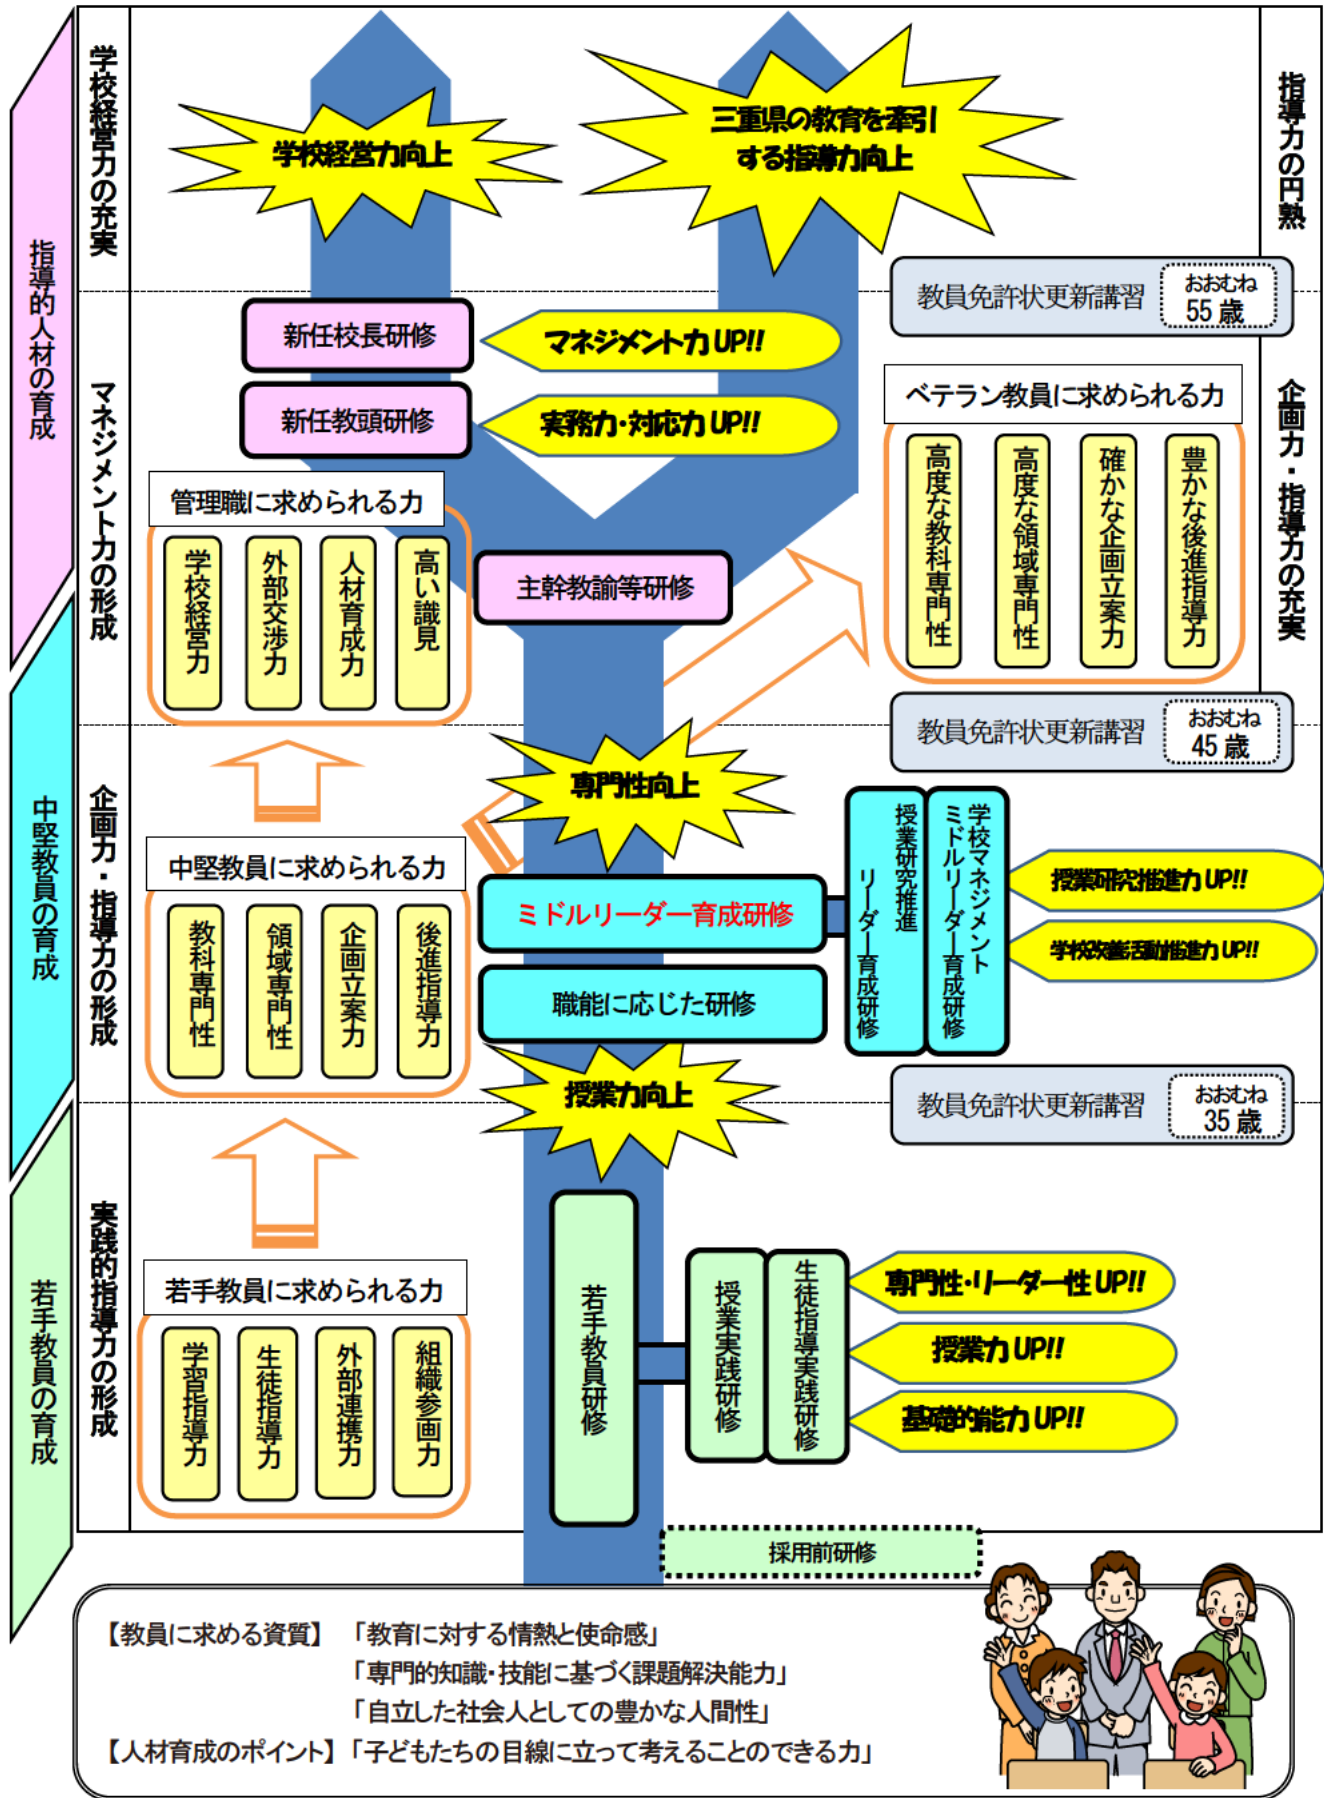 学校経営力の充実
学校経営力向上
三重県の教育を牽引
する指導力向上
指導力の円熟
指導的人材の育成
教員免許状更新講習
おおむね
55 歳
新任校長研修
マネジメント力 UP!!
新任教頭研修
実務力・対応力 UP!!
マネジメント力の形成
管理職に求められる力
学校経営力
外部交渉力
人材育成力
高い識見
主幹教諭等研修
ベテラン教員に求められる力
高度な教科専門性
高度な領域専門性
確かな企画立案力
豊かな後進指導力
企画力・指導力の充実
教員免許状更新講習
おおむね
45 歳
専門性向上
中堅教員の育成
企画力・指導力の形成
中堅教員に求められる力
教科専門性
領域専門性
企画立案力
後進指導力
ミドルリーダー育成研修
職能に応じた研修
授業研究推進
リーダー育成研修
学校マネジメント
ミドルリーダー育成研修
授業研究推進力 UP!!
学校改善活動推進力 UP!!
授業力向上
教員免許状更新講習
おおむね
35 歳
若手教員の育成
実践的指導力の形成
若手教員に求められる力
学習指導力
生徒指導力
外部連携力
組織参画力
若手教員研修
授業実践研修
生徒指導実践研修
専門性・リーダー性 UP!!
授業力 UP!!
基礎的能力 UP!!
採用前研修
【教員に求める資質】 「教育に対する情熱と使命感」
「専門的知識・技能に基づく課題解決能力」
「自立した社会人としての豊かな人間性」
【人材育成のポイント】 「子どもたちの目線に立って考えることのできる力」